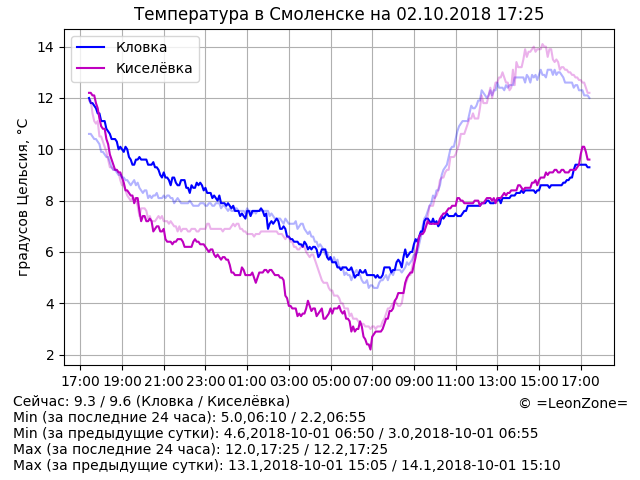 Температура в Смоленске на 02.10.2018 17:25
Кловка
Киселёвка
градусов Цельсия, °C
14
12
10
8
6
4
2
17:00 19:00 21:00 23:00 01:00 03:00 05:00 07:00 09:00 11:00 13:00 15:00 17:00
Сейчас: 9.3 / 9.6 (Кловка / Киселёвка)
© =LeonZone=
Min (за последние 24 часа): 5.0,06:10 / 2.2,06:55
Min (за предыдущие сутки): 4.6,2018-10-01 06:50 / 3.0,2018-10-01 06:55
Max (за последние 24 часа): 12.0,17:25 / 12.2,17:25
Max (за предыдущие сутки): 13.1,2018-10-01 15:05 / 14.1,2018-10-01 15:10